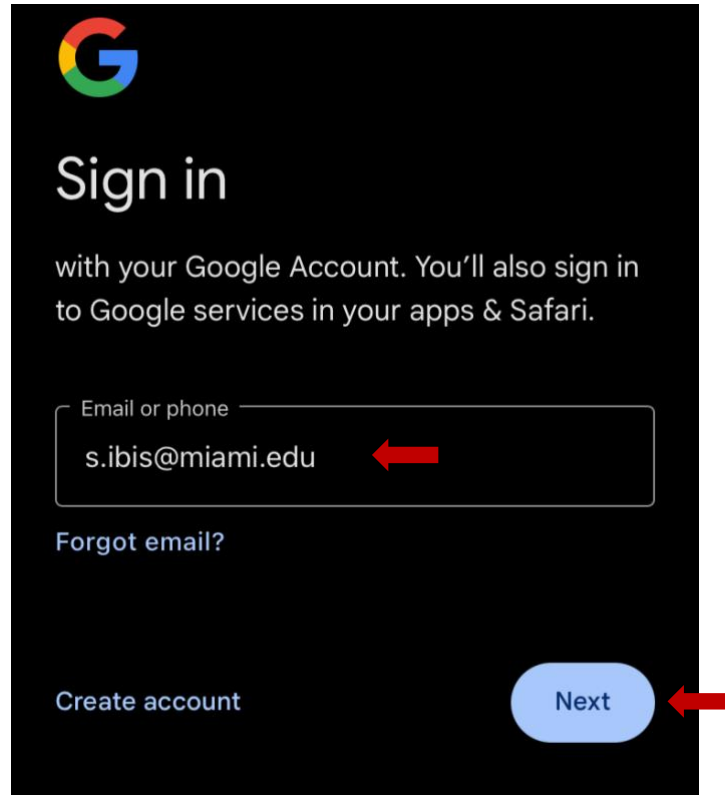 Sign in
with your Google Account. You’ll also sign in
to Google services in your apps & Safari.
Email or phone
s.ibis@miami.edu
Forgot email?
Create account
Next